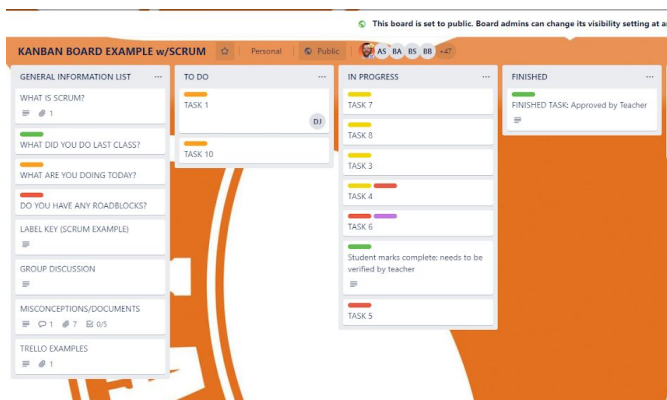 This board is set to public. Board admins can change its visibility setting at
KANBAN BOARD EXAMPLE w/SCRUM
Personal
Public
AS BA BS BB +47
GENERAL INFORMATION LIST
WHAT IS SCRUM?
1
WHAT DID YOU DO LAST CLASS?
WHAT ARE YOU DOING TODAY?
DO YOU HAVE ANY ROADBLOCKS?
LABEL KEY (SCRUM EXAMPLE)
GROUP DISCUSSION
MISCONCEPTIONS/DOCUMENTS
1 7 0/5
TRELLO EXAMPLES
1
TO DO
TASK 1
DJ
TASK 10
IN PROGRESS
TASK 7
TASK 8
TASK 3
TASK 4
TASK 6
Student marks complete: needs to be
verified by teacher
TASK 5
FINISHED
FINISHED TASK: Approved by Teacher